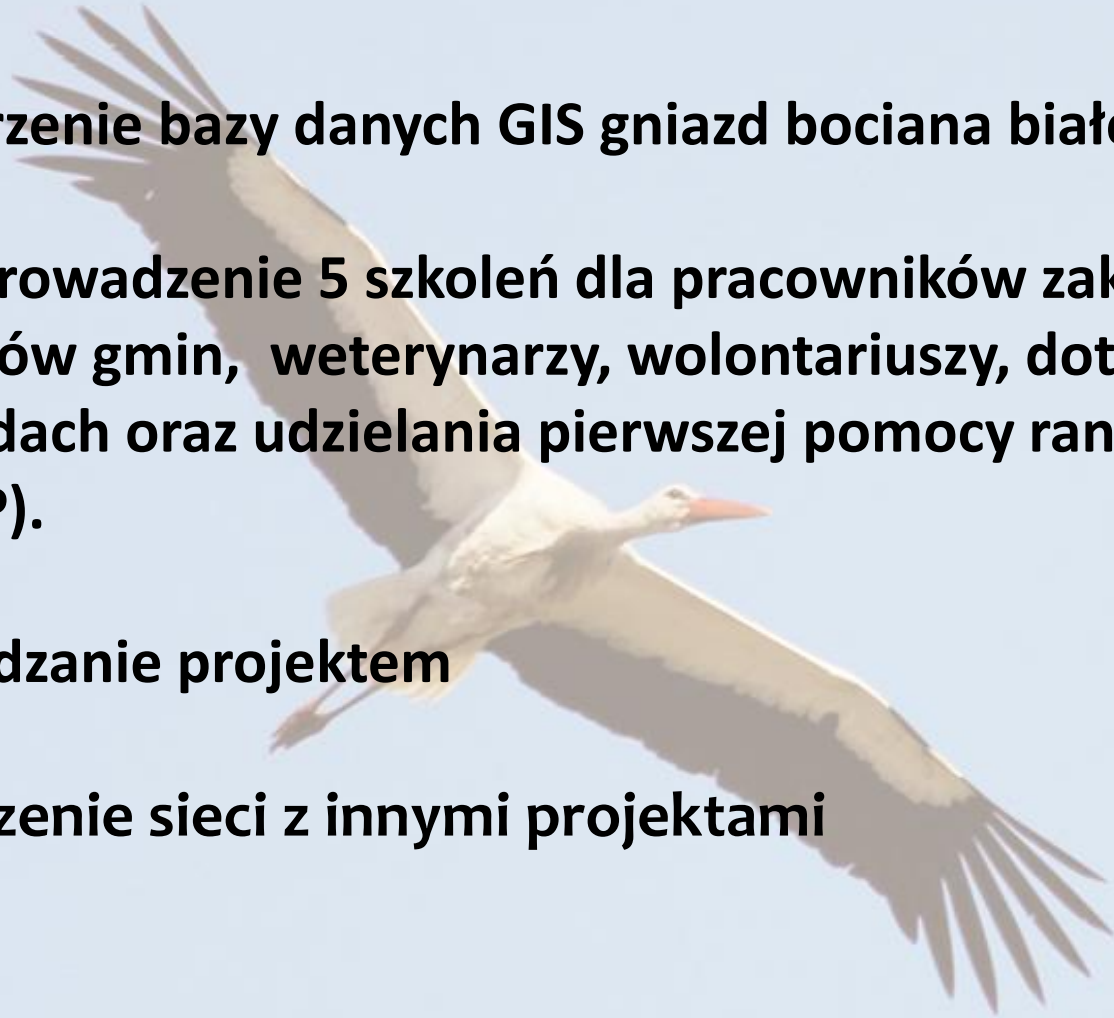 rzenie bazy danych GIS gniazd bociana biał
rowadzenie 5 szkoleń dla pracowników zak
ów gmin,  weterynarzy, wolontariuszy, dot
dach oraz udzielania pierwszej pomocy ran
).
dzanie projektem
zenie sieci z innymi projektami